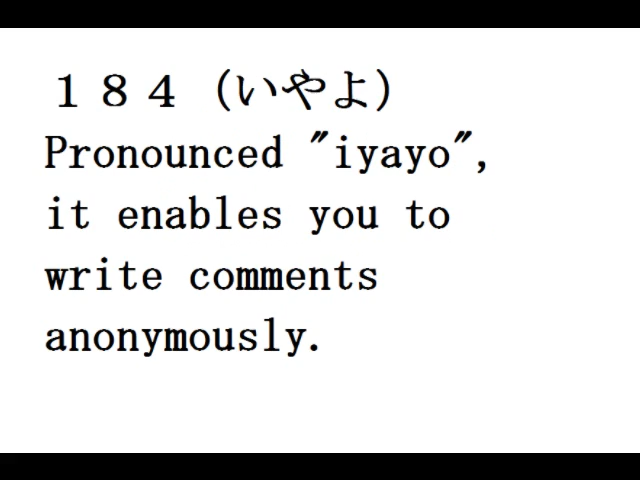 １８４（いやよ）
Pronounced "iyayo",
it enables you to
write comments
anonymously.